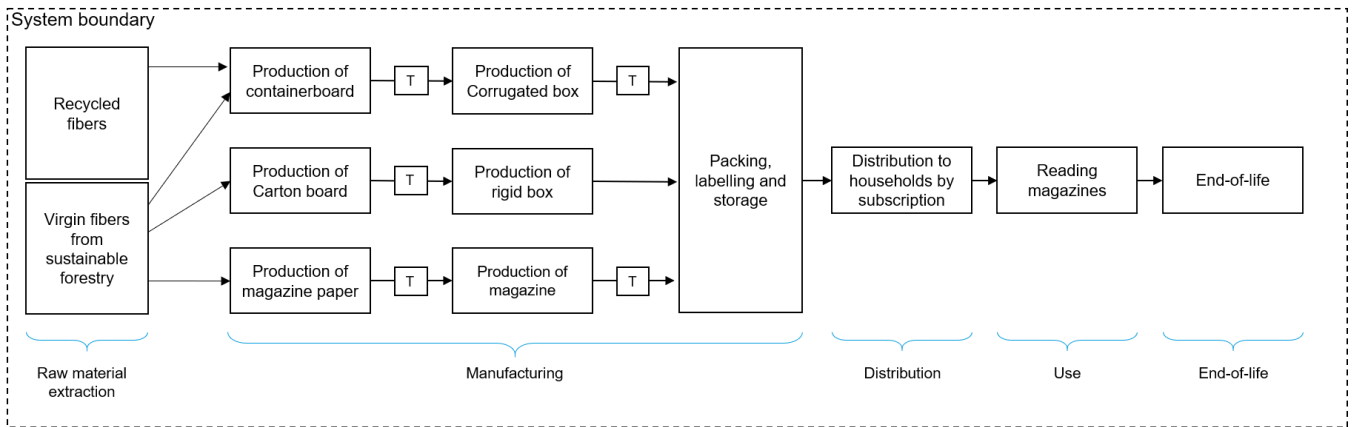 System boundary
Recycled
fibers
Virgin fibers
from
sustainable
forestry
Production of
containerboard
T
Production of
Corrugated box
T
Production of
Carton board
T
Production of
rigid box
Production of
magazine paper
T
Production of
magazine
T
Packing,
labelling and
storage
Distribution to
households by
subscription
Reading
magazines
End-of-life
Raw material
extraction
Manufacturing
Distribution
Use
End-of-life